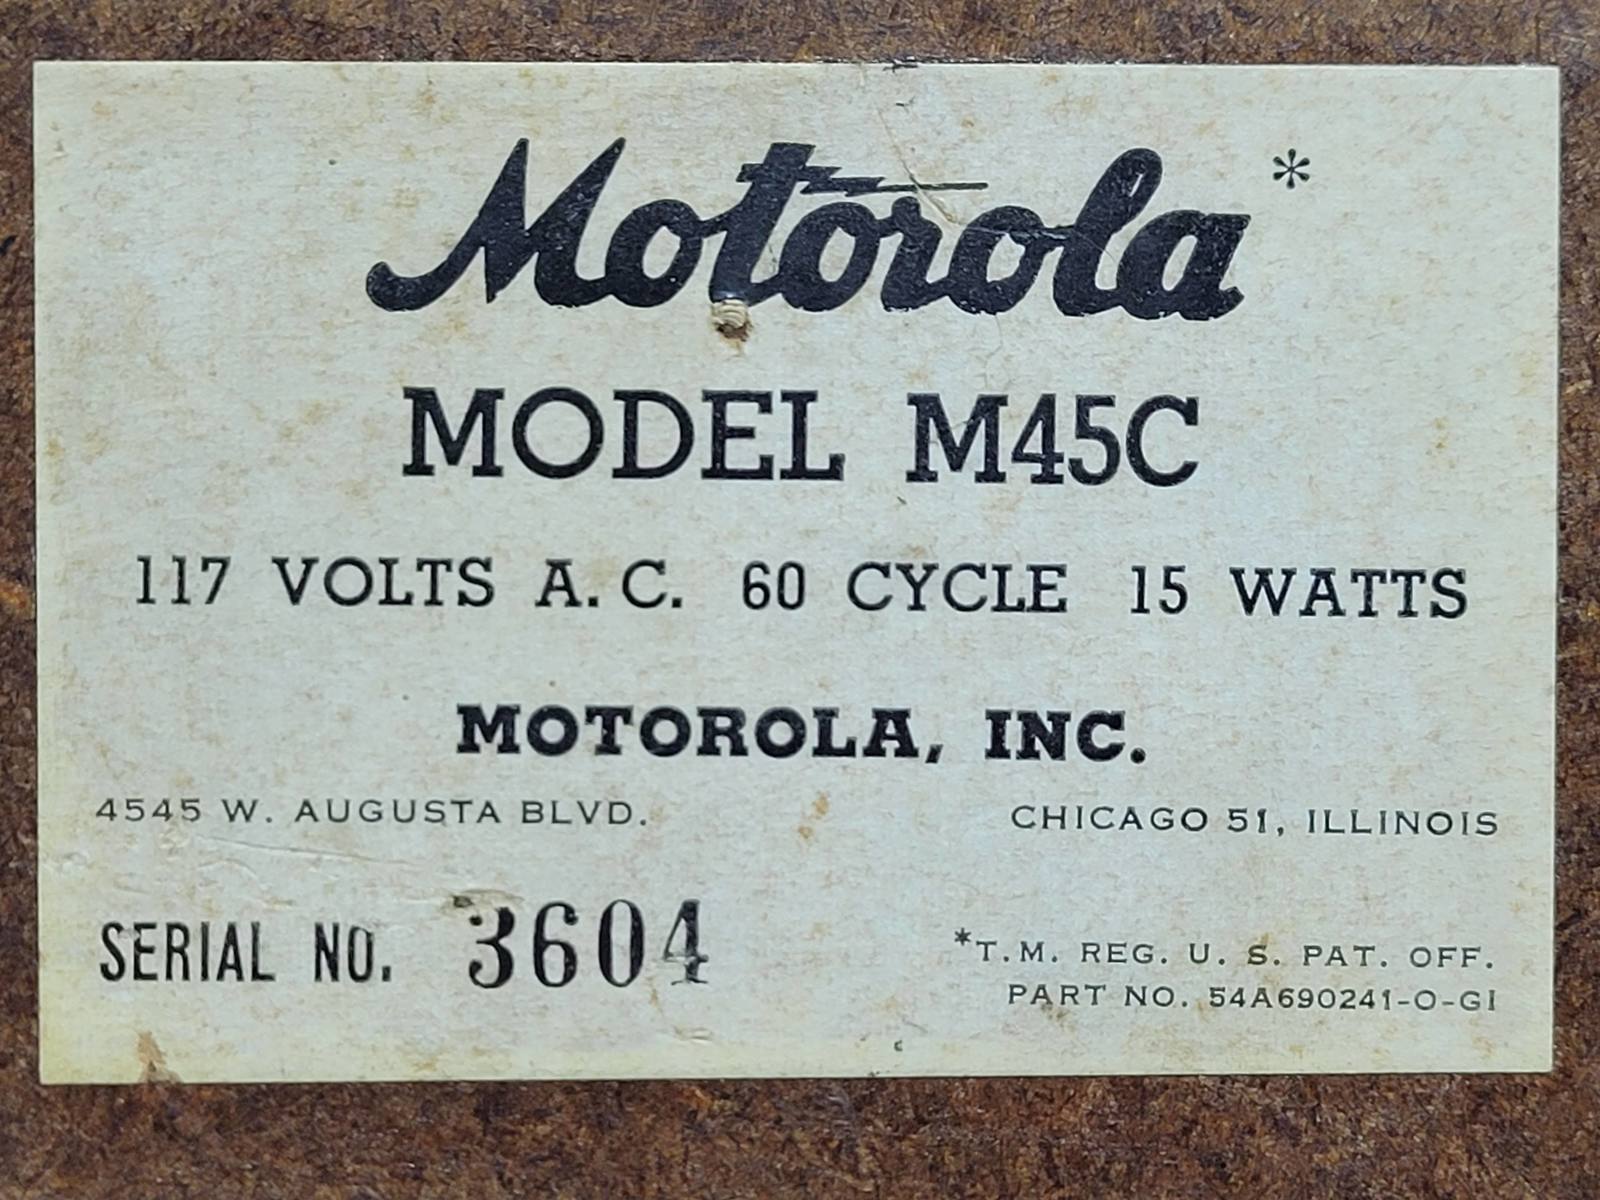 Motorola*
MODEL M45C
117 VOLTS A.C. 60 CYCLE 15 WATTS
MOTOROLA, INC.
4545 W. AUGUSTA BLVD. CHICAGO 51, ILLINOIS
SERIAL NO. 3604
*T.M. REG. U. S. PAT. OFF.
PART NO. 54A690241-O-GI